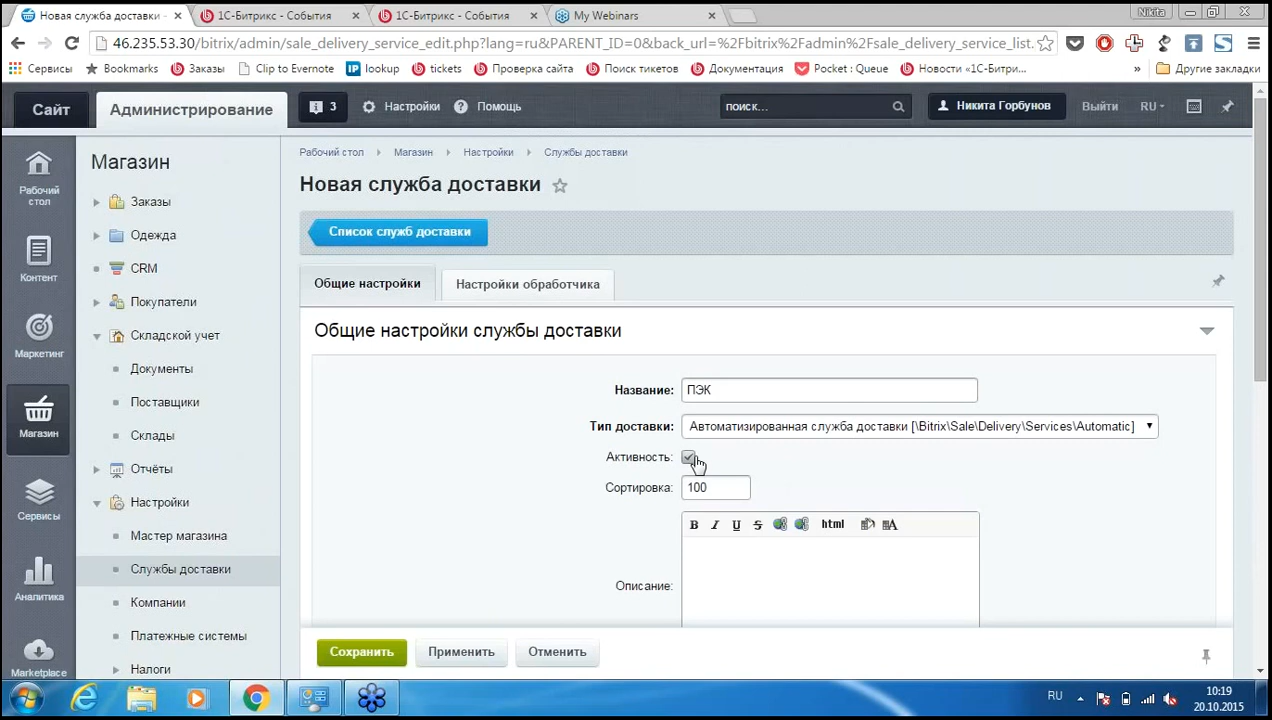 Новая служба доставки -
1С-Битрикс - События
1С-Битрикс - События
My Webinars
Nikita
46.235.53.30/bitrix/admin/sale_delivery_service_edit.php?lang=ru&PARENT_ID=0&back_url=%2Fbitrix%2Fadmin%2Fsale_delivery_service_list.
Сервисы
Bookmarks
Заказы
Clip to Evernote
IP lookup
tickets
Проверка сайта
Поиск тикетов
Документация
Pocket : Queue
Новости «1С-Битри...
»
Другие закладки
Сайт
Администрирование
3
Настройки
Помощь
поиск...
Никита Горбунов
Выйти
RU
Рабочий стол
Магазин
Настройки
Службы доставки
Новая служба доставки
Список служб доставки
Общие настройки
Настройки обработчика
Общие настройки службы доставки
Название:
ПЭК
Тип доставки:
Автоматизированная служба доставки [\Bitrix\Sale\Delivery\Services\Automatic]
Активность:
Сортировка:
100
B I U S html A
Описание:
Сохранить
Применить
Отменить
Рабочий
стол
Контент
Маркетинг
Магазин
Сервисы
Аналитика
Marketplace
Магазин
Заказы
Одежда
CRM
Покупатели
Складской учет
Документы
Поставщики
Склады
Отчёты
Настройки
Мастер магазина
Службы доставки
Компании
Платежные системы
Налоги
RU
10:19
20.10.2015